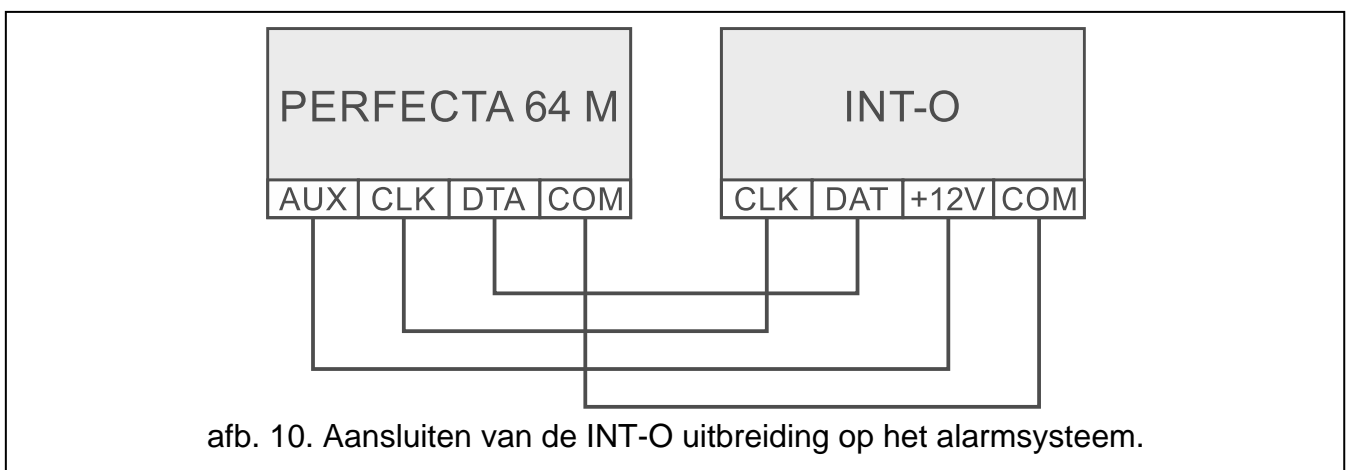 PERFECTA 64 M
INT-O
AUX CLK DTA COM
CLK DAT +12V COM
afb. 10. Aansluiten van de INT-O uitbreiding op het alarmsysteem.